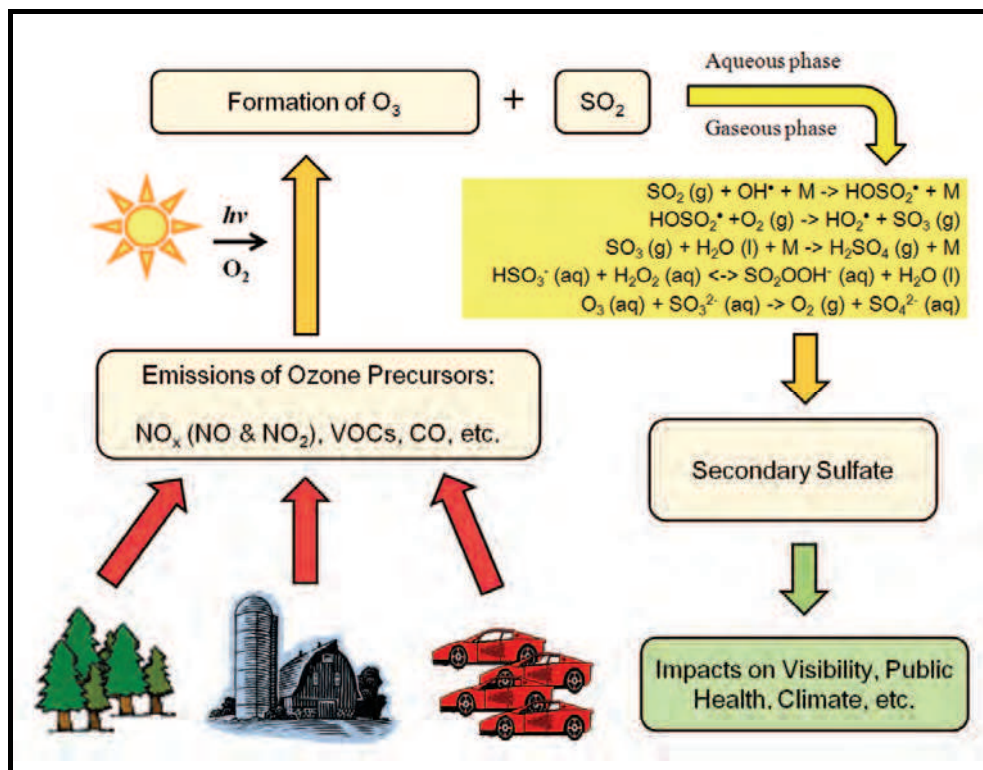 Formation of O₃ + SO₂
Aqueous phase
Gaseous phase
hν
O₂
SO₂ (g) + OH• + M -> HOSO₂• + M
HOSO₂• +O₂ (g) -> HO₂• + SO₃ (g)
SO₃ (g) + H₂O (l) + M-> H₂SO₄ (g) + M
HSO₃⁻ (aq) + H₂O₂ (aq) <-> SO₂OOH⁻ (aq) + H₂O (l)
O₃ (aq) + SO₃²⁻ (aq) -> O₂ (g) + SO₄²⁻ (aq)
Emissions of Ozone Precursors:
NOₓ (NO & NO₂), VOCs, CO, etc.
Secondary Sulfate
Impacts on Visibility, Public
Health, Climate, etc.